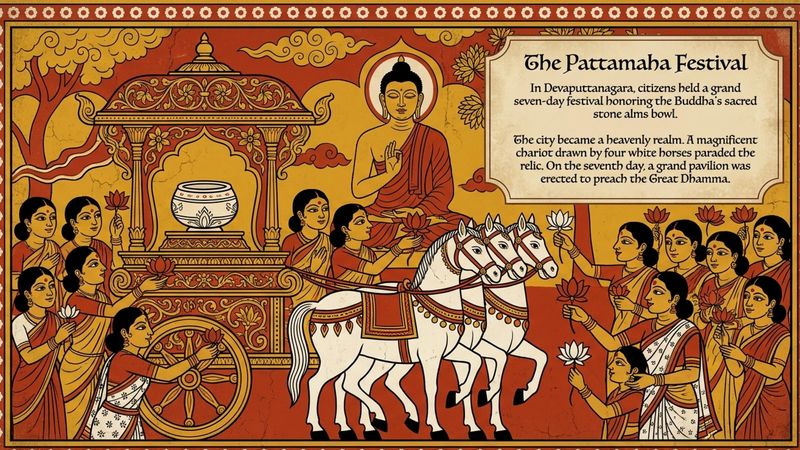 The Pattamaha Festival
In Devaputtanagara, citizens held a grand
seven-day festival honoring the Buddha's sacred
stone alms bowl.
The city became a heavenly realm. A magnificent
chariot drawn by four white horses paraded the
relic. On the seventh day, a grand pavilion was
erected to preach the Great Dhamma.